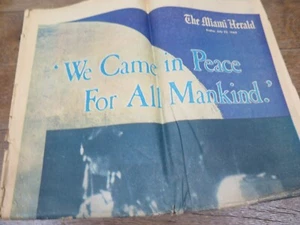 The Miami Herald
'We Came in Peace
For All Mankind.'